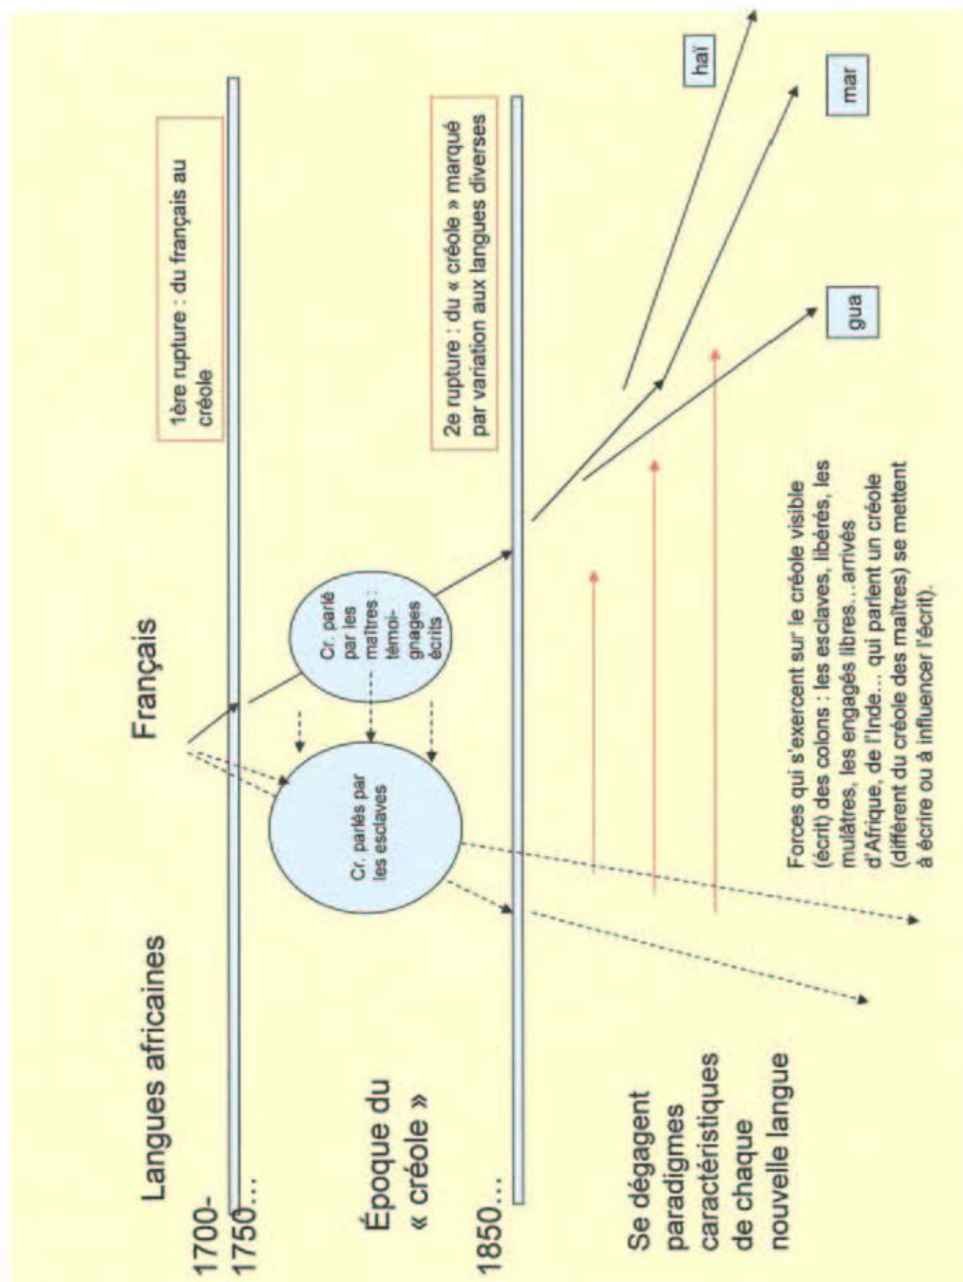 Langues africaines
Français
1700-
1750…
1ère rupture : du français au
créole
Époque du
« créole »
Cr. parlés par
les esclaves
Cr. parlé
par les
maîtres :
témoi-
gnages
écrits
1850…
2e rupture : du « créole » marqué
par variation aux langues diverses
haï
mar
gua
Se dégagent
paradigmes
caractéristiques
de chaque
nouvelle langue
Forces qui s'exercent sur le créole visible
(écrit) des colons : les esclaves, libérés, les
mulâtres, les engagés libres…arrivés
d'Afrique, de l'Inde… qui parlent un créole
(différent du créole des maîtres) se mettent
à écrire ou à influencer l'écrit).